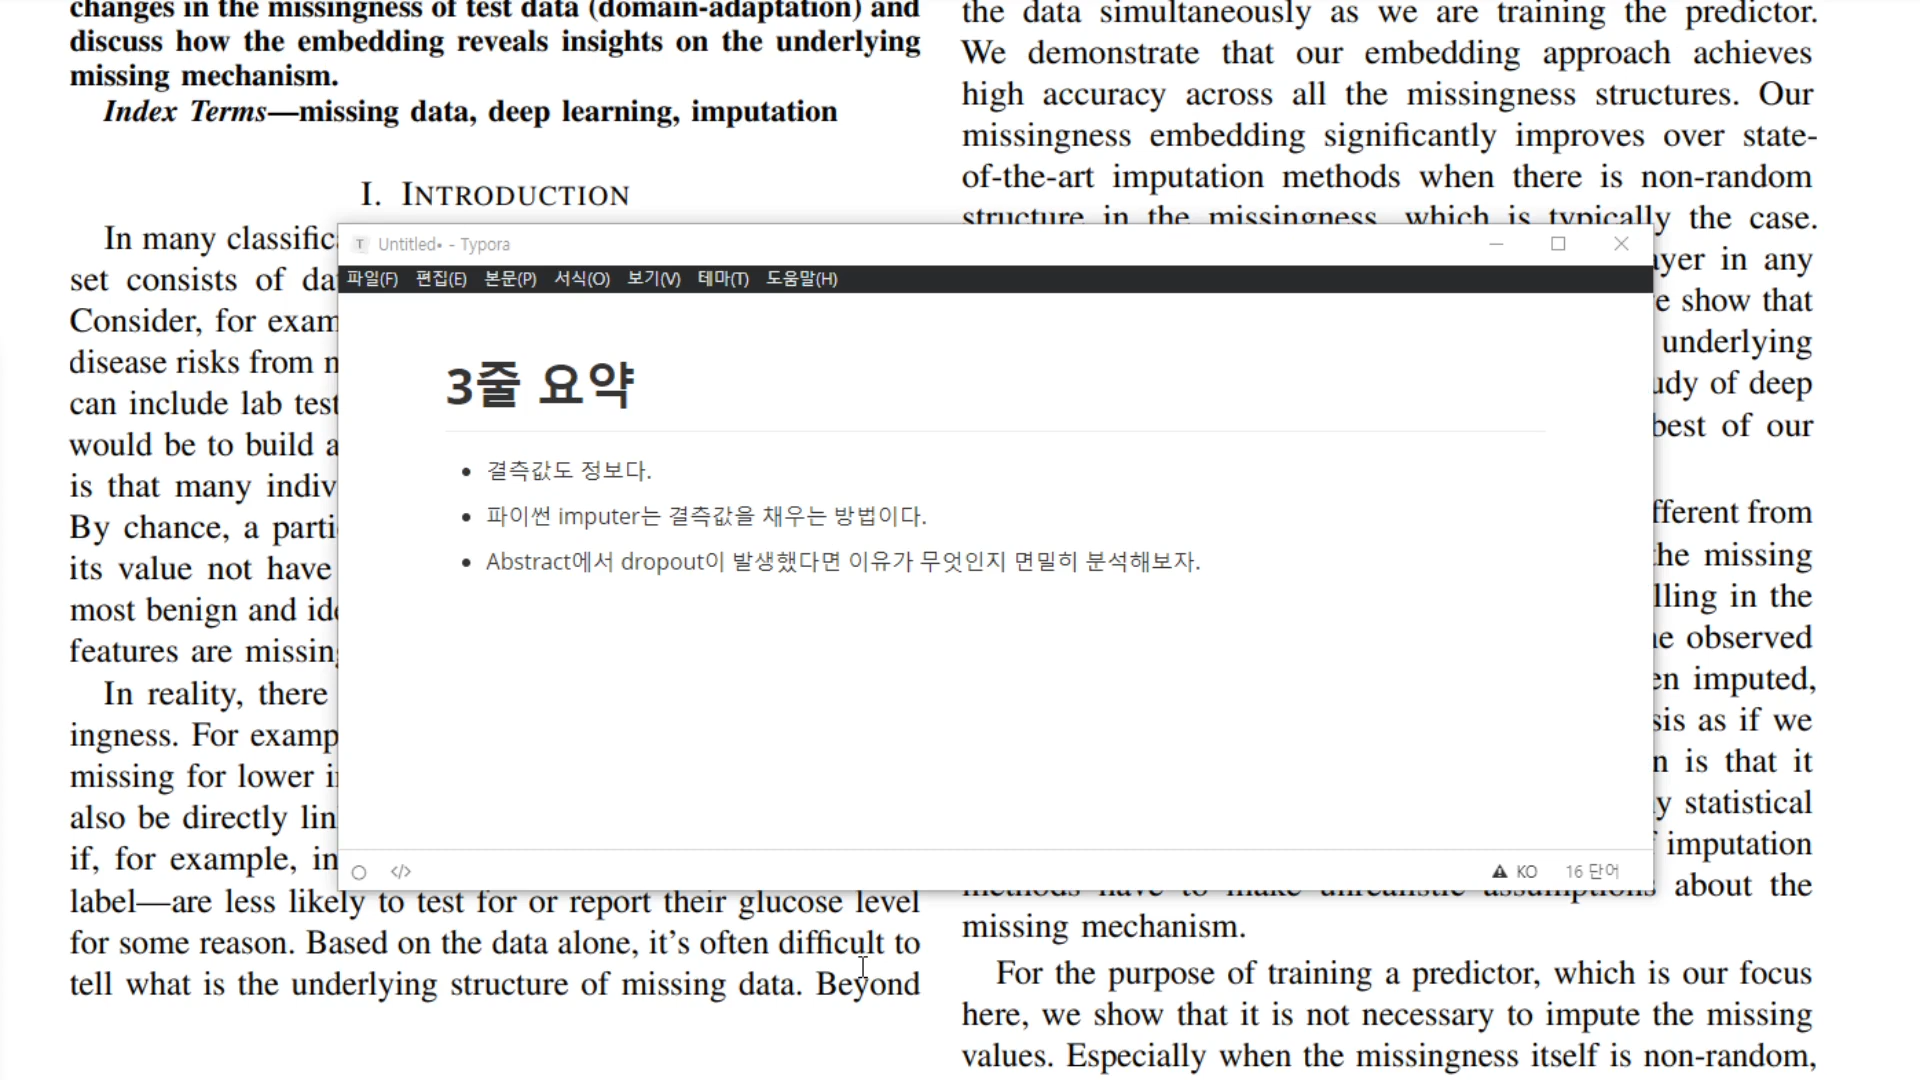 changes in the missingness of test data (domain-adaptation) and
discuss how the embedding reveals insights on the underlying
missing mechanism.
Index Terms—missing data, deep learning, imputation
I. INTRODUCTION
In many classific
set consists of da
Consider, for exam
disease risks from
can include lab test
would be to build a
is that many indiv
By chance, a parti
its value not have
most benign and ide
features are missing
In reality, there
ingness. For examp
missing for lower
also be directly lin
if, for example, in
label—are less likely to test for or report their glucose level
for some reason. Based on the data alone, it's often difficult to
tell what is the underlying structure of missing data. Beyond
the data simultaneously as we are training the predictor.
We demonstrate that our embedding approach achieves
high accuracy across all the missingness structures. Our
missingness embedding significantly improves over state-
of-the-art imputation methods when there is non-random
structure in the missingness, which is typically the case.
ayer in any
e show that
underlying
udy of deep
best of our
fferent from
the missing
lling in the
e observed
en imputed,
sis as if we
n is that it
y statistical
f imputation
methods have to make unrealistic assumptions about the
missing mechanism.
For the purpose of training a predictor, which is our focus
here, we show that it is not necessary to impute the missing
values. Especially when the missingness itself is non-random,
T Untitled• - Typora
파일(F) 편집(E) 본문(P) 서식(O) 보기(V) 테마(T) 도움말(H)
3줄 요약
• 결측값도 정보다.
• 파이썬 imputer는 결측값을 채우는 방법이다.
• Abstract에서 dropout이 발생했다면 이유가 무엇인지 면밀히 분석해보자.
</> KO 16 단어